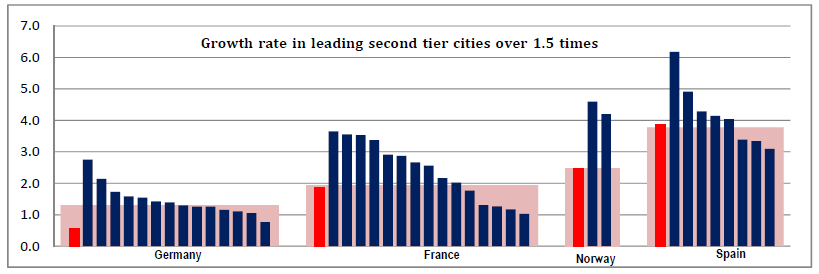 Growth rate in leading second tier cities over 1.5 times
7.0
6.0
5.0
4.0
3.0
2.0
1.0
0.0
Germany
France
Norway
Spain